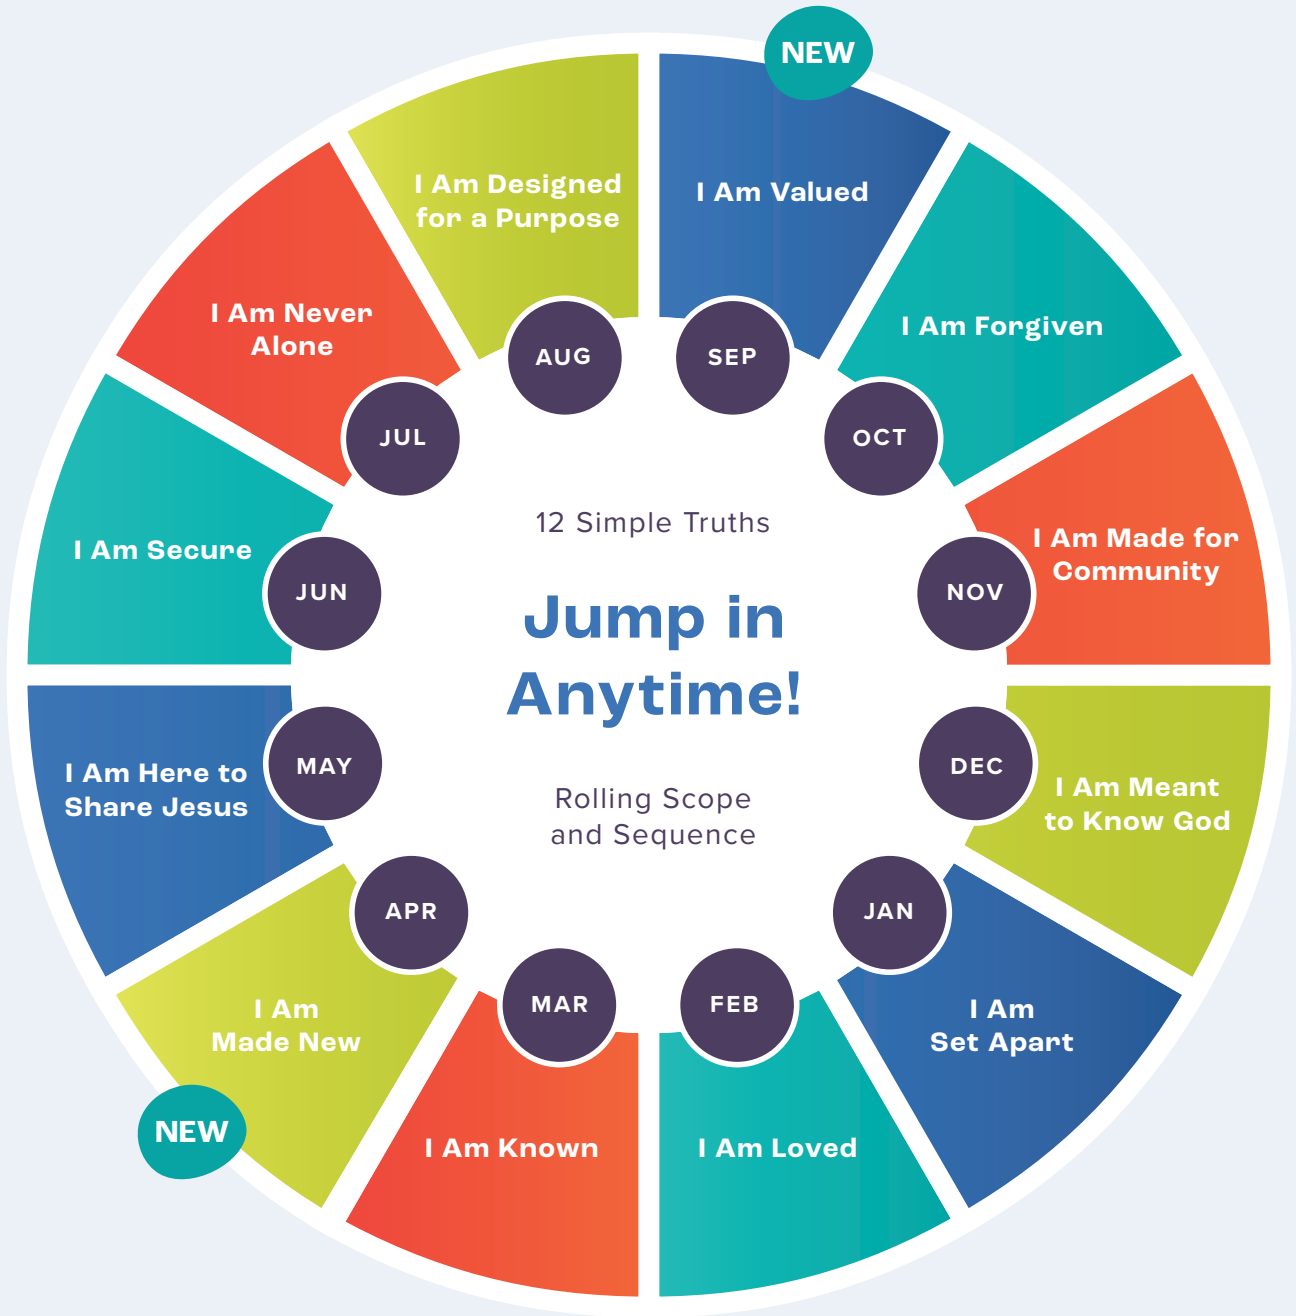 NEW
I Am Valued
SEP
I Am Forgiven
OCT
I Am Made for
Community
NOV
I Am Meant
to Know God
DEC
I Am
Set Apart
JAN
I Am Loved
FEB
I Am Known
MAR
I Am
Made New
APR
NEW
I Am Here to
Share Jesus
MAY
I Am Secure
JUN
I Am Never
Alone
JUL
I Am Designed
for a Purpose
AUG
12 Simple Truths
Jump in
Anytime!
Rolling Scope
and Sequence